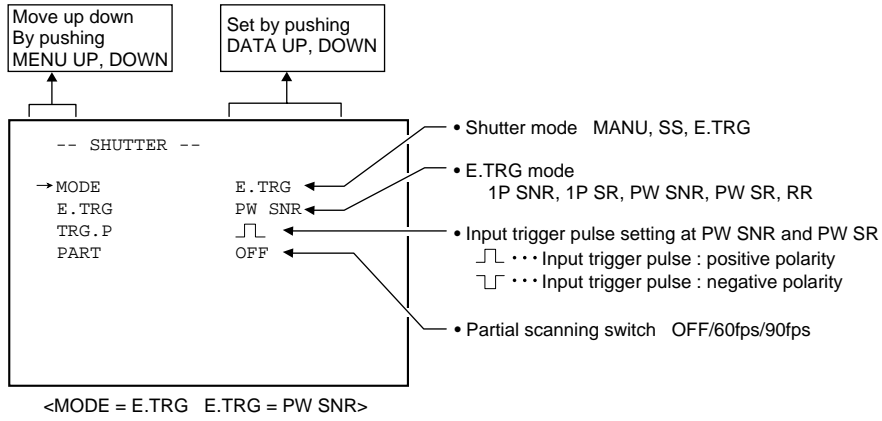 Move up down
By pushing
MENU UP, DOWN
Set by pushing
DATA UP, DOWN
-- SHUTTER --
→MODE E.TRG
E.TRG PW SNR
TRG.P
PART OFF
• Shutter mode MANU, SS, E.TRG
• E.TRG mode
1P SNR, 1P SR, PW SNR, PW SR, RR
• Input trigger pulse setting at PW SNR and PW SR
･･･Input trigger pulse : positive polarity
･･･Input trigger pulse : negative polarity
• Partial scanning switch OFF/60fps/90fps
<MODE = E.TRG E.TRG = PW SNR>